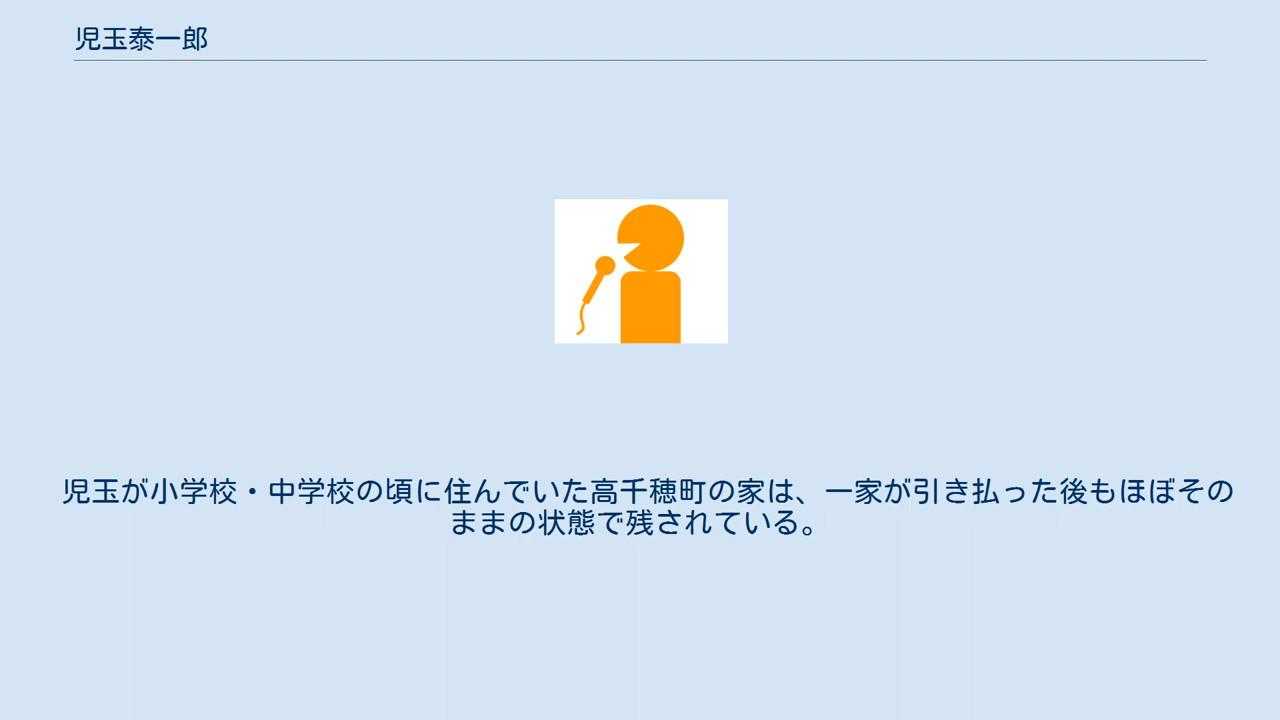 児玉泰一郎
児玉が小学校・中学校の頃に住んでいた高千穂町の家は、一家が引き払った後もほぼその
ままの状態で残されている。